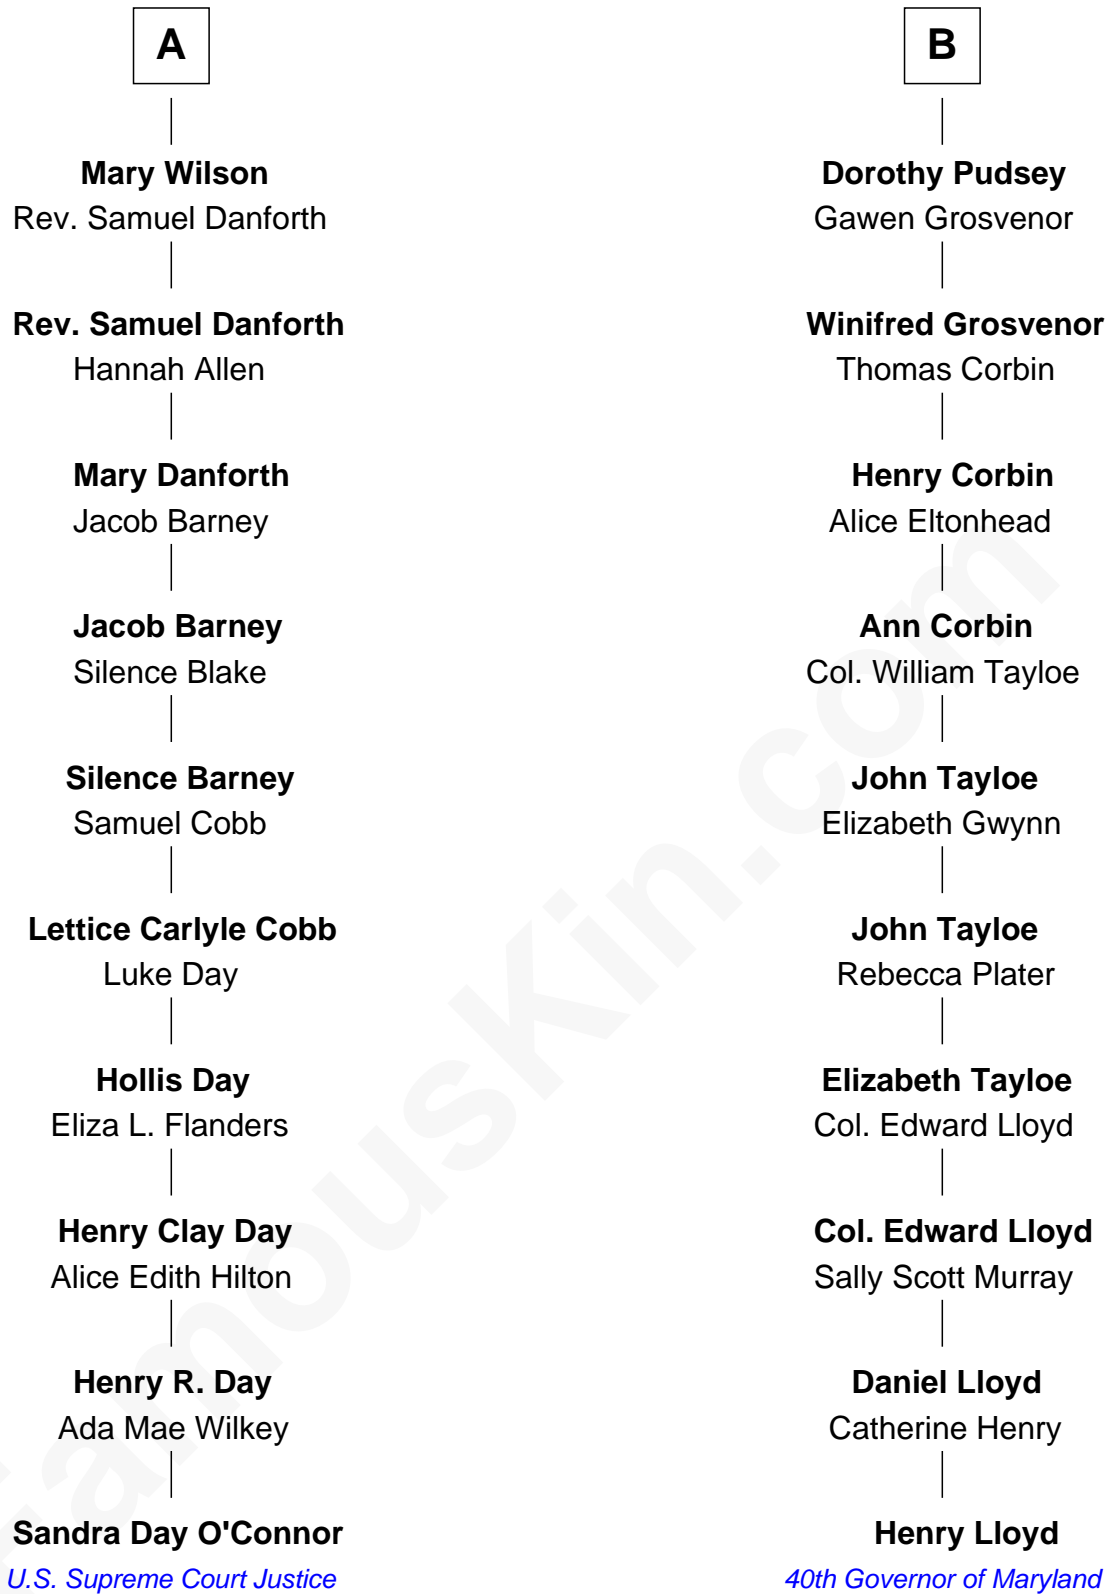 A
Mary Wilson
Rev. Samuel Danforth
Rev. Samuel Danforth
Hannah Allen
Mary Danforth
Jacob Barney
Jacob Barney
Silence Blake
Silence Barney
Samuel Cobb
Lettice Carlyle Cobb
Luke Day
Hollis Day
Eliza L. Flanders
Henry Clay Day
Alice Edith Hilton
Henry R. Day
Ada Mae Wilkey
Sandra Day O'Connor
U.S. Supreme Court Justice
B
Dorothy Pudsey
Gawen Grosvenor
Winifred Grosvenor
Thomas Corbin
Henry Corbin
Alice Eltonhead
Ann Corbin
Col. William Tayloe
John Tayloe
Elizabeth Gwynn
John Tayloe
Rebecca Plater
Elizabeth Tayloe
Col. Edward Lloyd
Col. Edward Lloyd
Sally Scott Murray
Daniel Lloyd
Catherine Henry
Henry Lloyd
40th Governor of Maryland
FamousKin.com